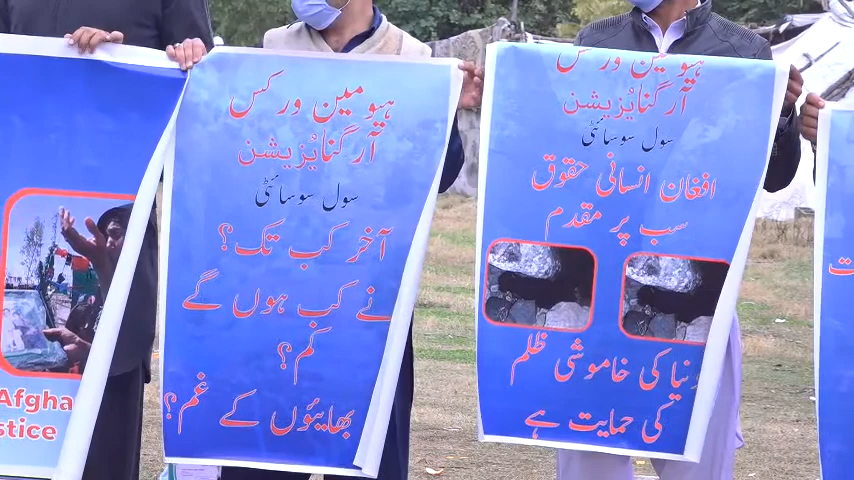 Afgha
stice
ہیومین ورکس
آرگنائزیشن
سول سوسائٹی
آخر کب تک؟
نے کب ہوں گے
کم؟
بھایئوں کے غم؟
ہیومین ورکس
آرگنائزیشن
سول سوسائٹی
افغان انسانی حقوق
سب پر مقدم
دنیا کی خاموشی ظلم
کی حمایت ہے